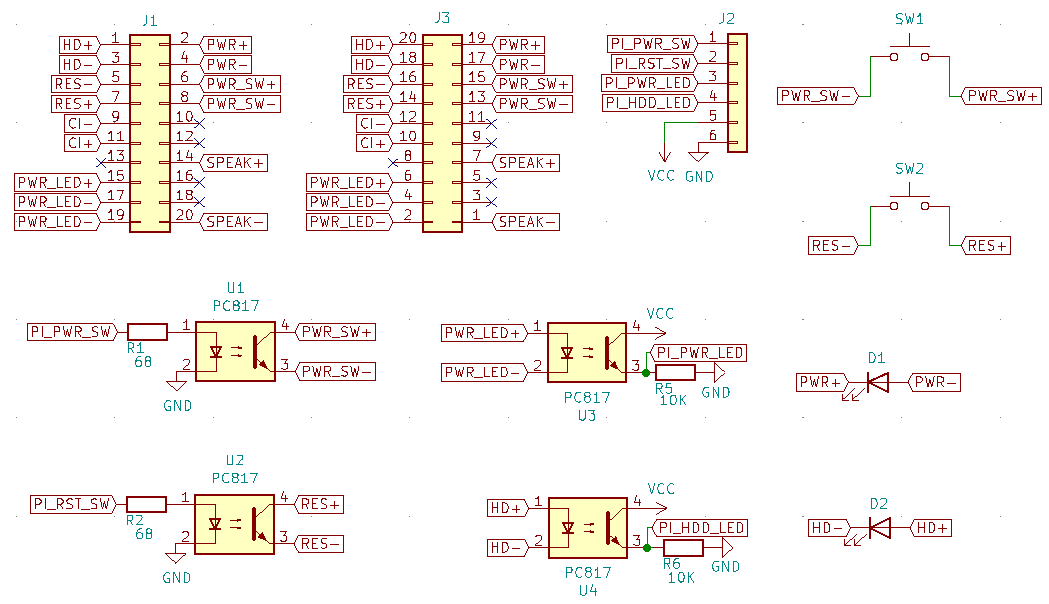 J1
HD+ 1 2 PWR+
HD- 3 4 PWR-
RES- 5 6 PWR_SW+
RES+ 7 8 PWR_SW-
CI- 9 10
CI+ 11 12
13 14 SPEAK+
PWR_LED+ 15 16
PWR_LED- 17 18
PWR_LED- 19 20 SPEAK-
J3
HD+ 20 19 PWR+
HD- 18 17 PWR-
RES- 16 15 PWR_SW+
RES+ 14 13 PWR_SW-
CI- 12 11
CI+ 10 9
8 7 SPEAK+
PWR_LED+ 6 5
PWR_LED- 4 3
PWR_LED- 2 1 SPEAK-
J2
PI_PWR_SW 1
PI_RST_SW 2
PI_PWR_LED 3
PI_HDD_LED 4
5
6
VCC GND
SW1
PWR_SW- PWR_SW+
SW2
RES- RES+
U1
PC817
PI_PWR_SW 1 4 PWR_SW+
R1
68
2 3 PWR_SW-
GND
VCC
PWR_LED+ 1 4
PI_PWR_LED
PWR_LED- 2 3
R5
10K GND
PC817
U3
D1
PWR+ PWR-
U2
PC817
PI_RST_SW 1 4 RES+
R2
68
2 3 RES-
GND
VCC
HD+ 1 4
PI_HDD_LED
HD- 2 3
R6
10K GND
PC817
U4
D2
HD- HD+